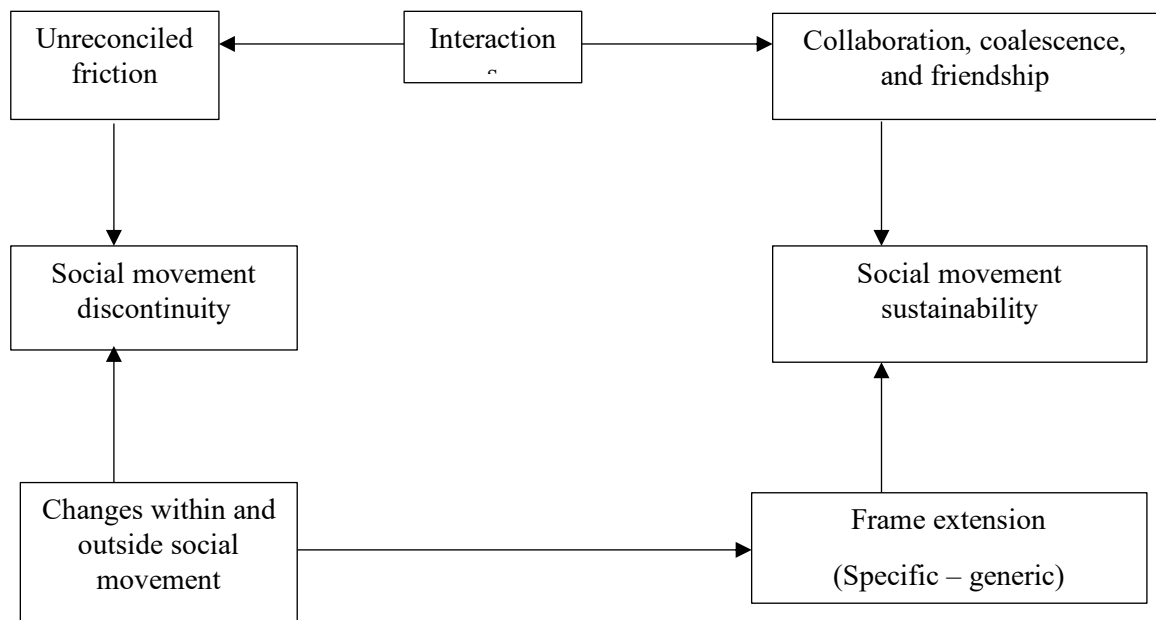 Unreconciled
friction
Interaction
Collaboration, coalescence,
and friendship
Social movement
discontinuity
Social movement
sustainability
Changes within and
outside social
movement
Frame extension
(Specific – generic)